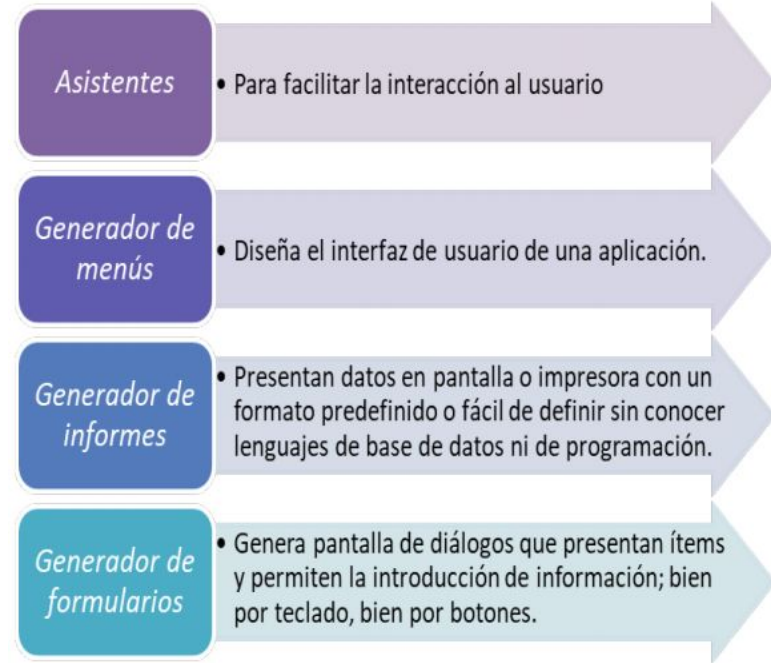 Asistentes
• Para facilitar la interacción al usuario
Generador de
menús
• Diseña el interfaz de usuario de una aplicación.
Generador de
informes
• Presentan datos en pantalla o impresora con un
formato predefinido o fácil de definir sin conocer
lenguajes de base de datos ni de programación.
Generador de
formularios
• Genera pantalla de diálogos que presentan ítems
y permiten la introducción de información; bien
por teclado, bien por botones.